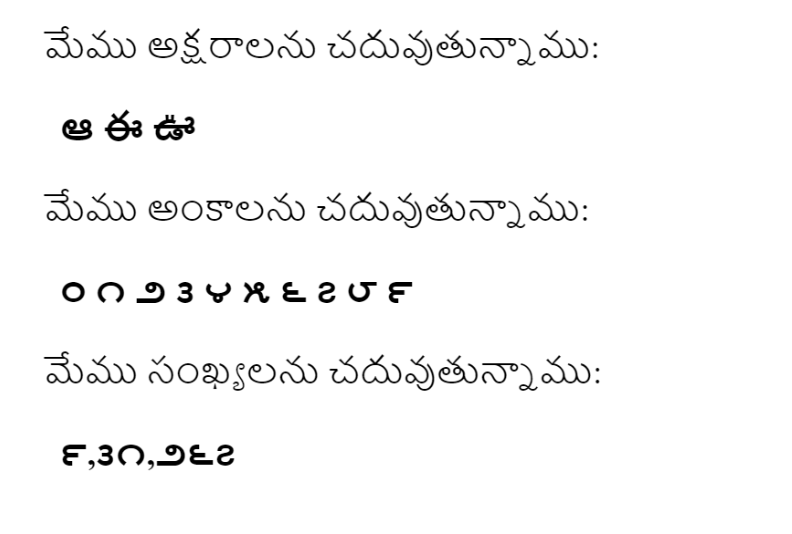 మేము అక్షరాలను చదువుతున్నాము:
ఆ ఈ ఊ
మేము అంకాలను చదువుతున్నాము:
౦ ౧ ౨ ౩ ౪ ౫ ౬ ౭ ౮ ౯
మేము సంఖ్యలను చదువుతున్నాము:
౯,౩౧,౨౬౭